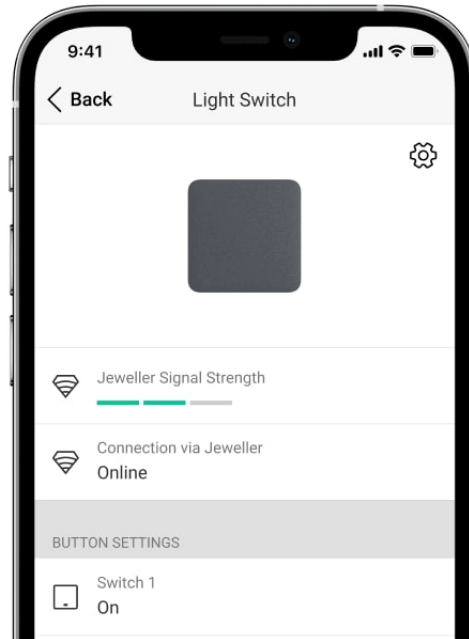 9:41
Back
Light Switch
Jeweller Signal Strength
Connection via Jeweller
Online
BUTTON SETTINGS
Switch 1
On